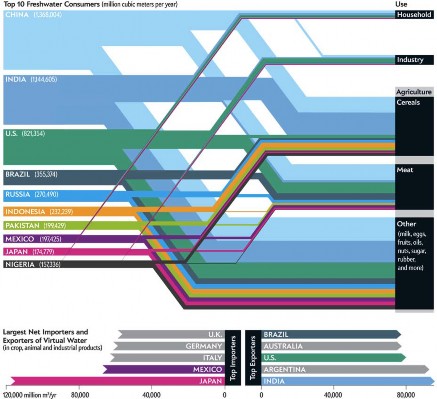 Top 10 Freshwater Consumers (million cubic meters per year)
Use
CHINA (1,368,004)
Household
Industry
INDIA (1,144,605)
Agriculture
Cereals
U.S. (821,354)
BRAZIL (355,374)
Meat
RUSSIA (270,490)
INDONESIA (232,239)
PAKISTAN (199,429)
MEXICO (197,425)
JAPAN (174,779)
NIGERIA (157,336)
Other
(milk, eggs,
fruits, oils,
nuts, sugar,
rubber,
and more)
Largest Net Importers and
Exporters of Virtual Water
(in crop, animal and industrial products)
U.K.
GERMANY
ITALY
MEXICO
JAPAN
Top Importers
Top Exporters
BRAZIL
AUSTRALIA
U.S.
ARGENTINA
INDIA
120,000 million m³/yr 80,000 40,000 0 0 40,000 80,000